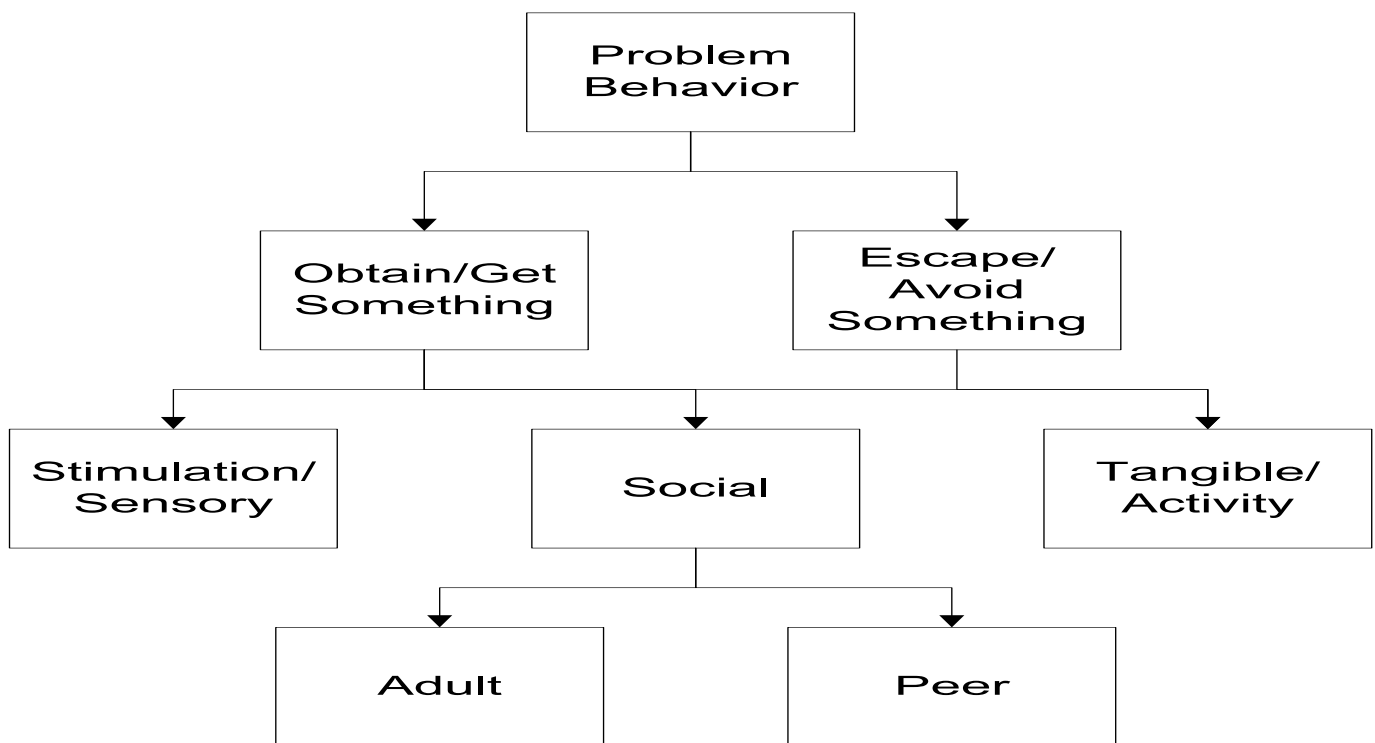 Problem
Behavior
Obtain/Get
Something
Escape/
Avoid
Something
Stimulation/
Sensory
Social
Tangible/
Activity
Adult
Peer